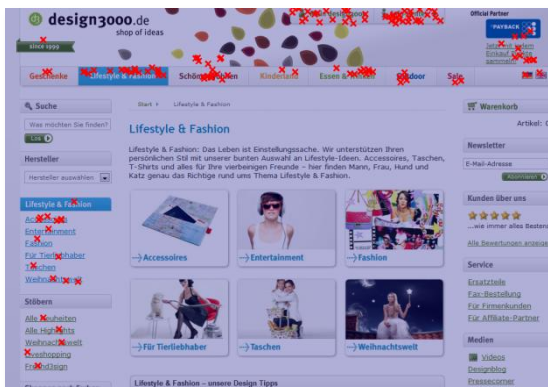 design3000.de
shop of ideas
since 1999
Official Partner
PAYBACK
Geschenke
Lifestyle & Fashion
Kinderland
Essen &
Sale
Suche
Start
Lifestyle & Fashion
Warenkorb
Was möchten Sie finden?
Los
Lifestyle & Fashion
Artikel:
Hersteller
Lifestyle & Fashion: Das Leben ist Einstellungssache. Wir unterstützen Ihren
persönlichen Stil mit unserer bunten Auswahl an Lifestyle-Ideen. Accessoires, Taschen,
T-Shirts und alles für Ihre vierbeinigen Freunde – hier finden Mann, Frau, Hund und
Katz genau das Richtige rund ums Thema Lifestyle & Fashion.
Newsletter
Hersteller auswählen
E-Mail-Adresse
Abonnieren
Lifestyle & Fashion
Kunden über uns
Entertainment
Fashion
Für Tierliebhaber
Taschen
...wie immer alles Bestens
Alle Bewertungen anzeigen
Accessoires
Entertainment
Fashion
Service
Stöbern
Ersatzteile
Fax-Bestellung
Für Firmenkunden
Für Affiliate-Partner
Alle Neuheiten
Alle Highlights
Weihnachtswelt
Liveshopping
Für Tierliebhaber
Taschen
Weihnachtswelt
Medien
Videos
Designblog
Pressecorner
Lifestyle & Fashion – unsere Design Tipps